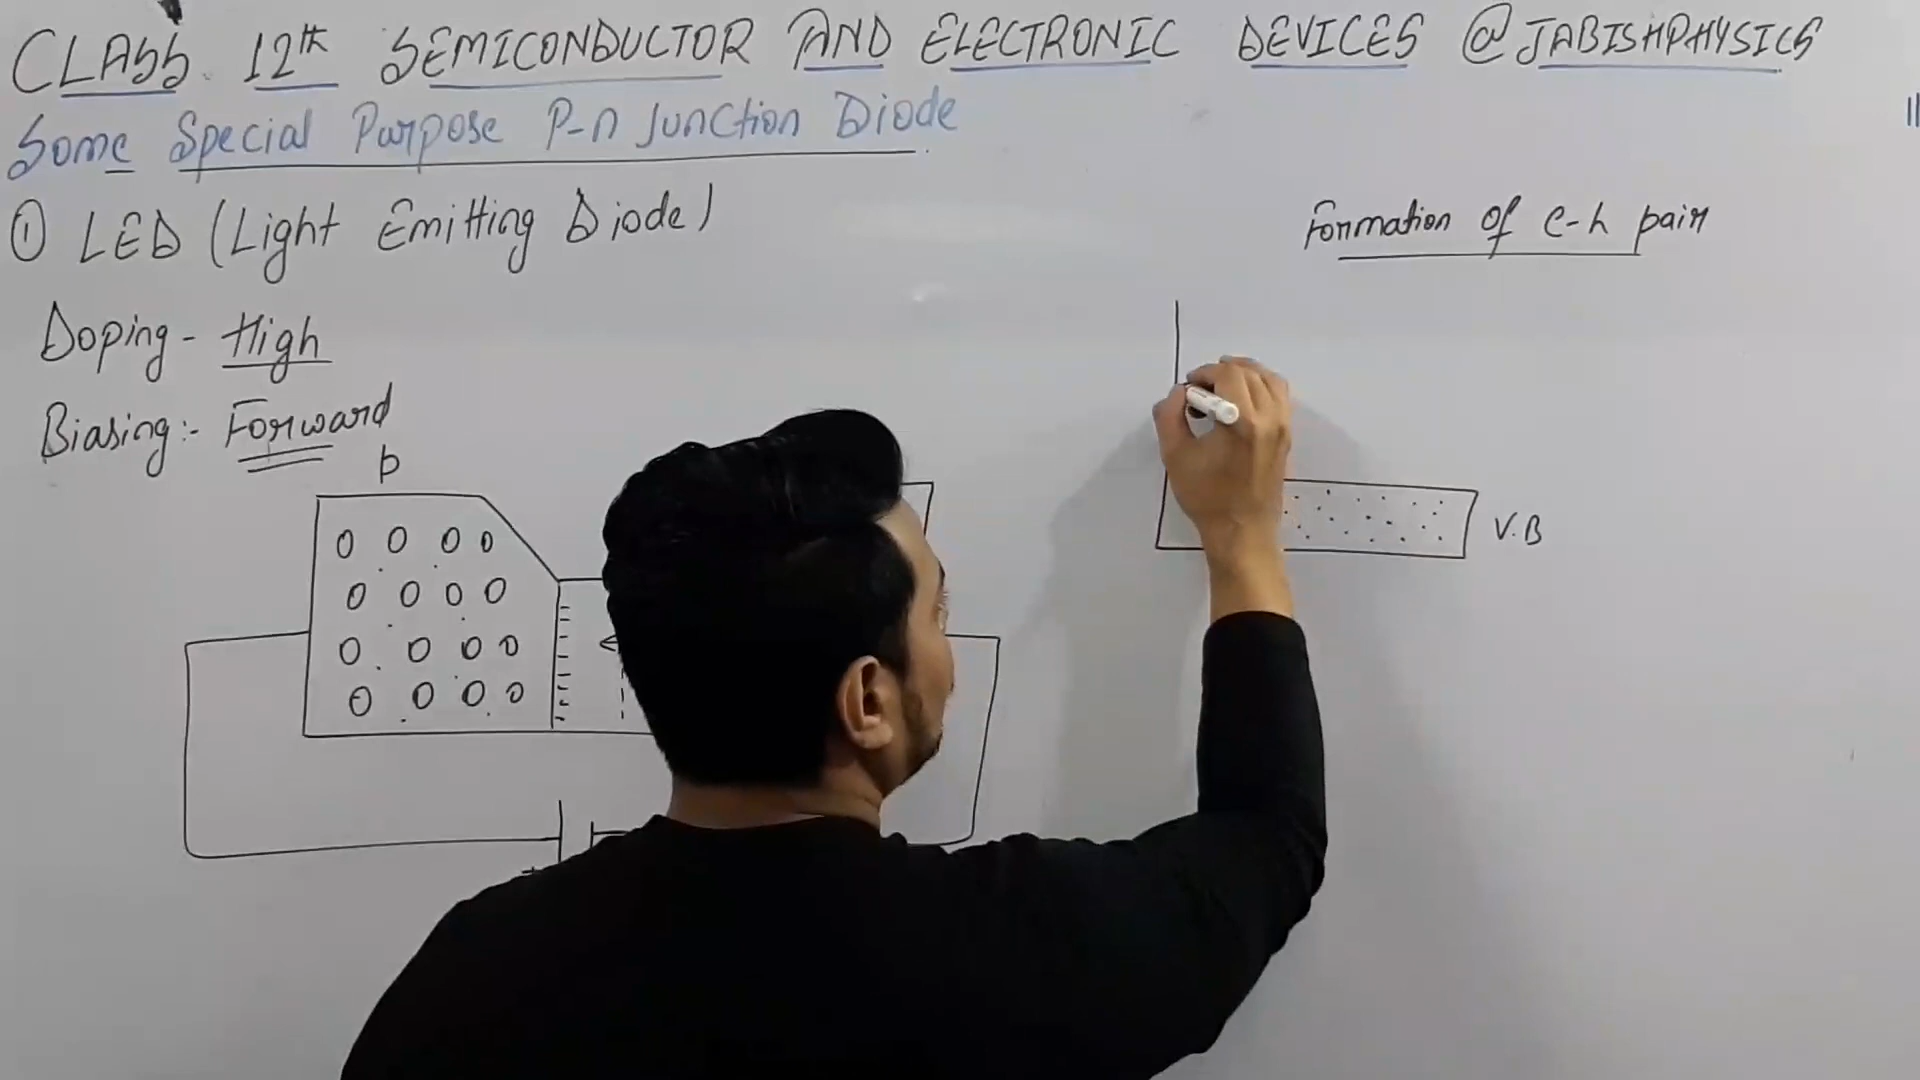 CLASS 12th SEMICONDUCTOR AND ELECTRONIC DEVICES @JABISHPHYSICS
Some Special Purpose P-n Junction Diode
① LED (Light Emitting Diode)
Doping - High
Biasing :- Forward
p
Formation of e-h pair
V.B